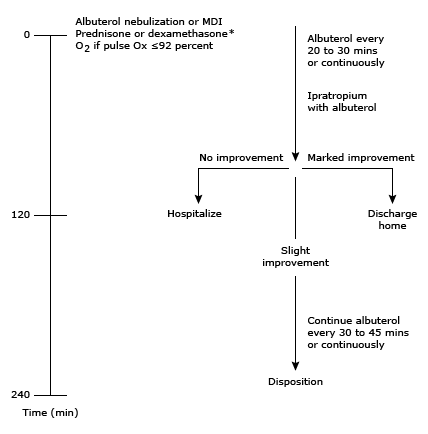 0
Albuterol nebulization or MDI
Prednisone or dexamethasone*
O2 if pulse Ox ≤92 percent
Albuterol every
20 to 30 mins
or continuously
Ipratropium
with albuterol
No improvement
Marked improvement
120
Hospitalize
Discharge
home
Slight
improvement
Continue albuterol
every 30 to 45 mins
or continuously
Disposition
240
Time (min)